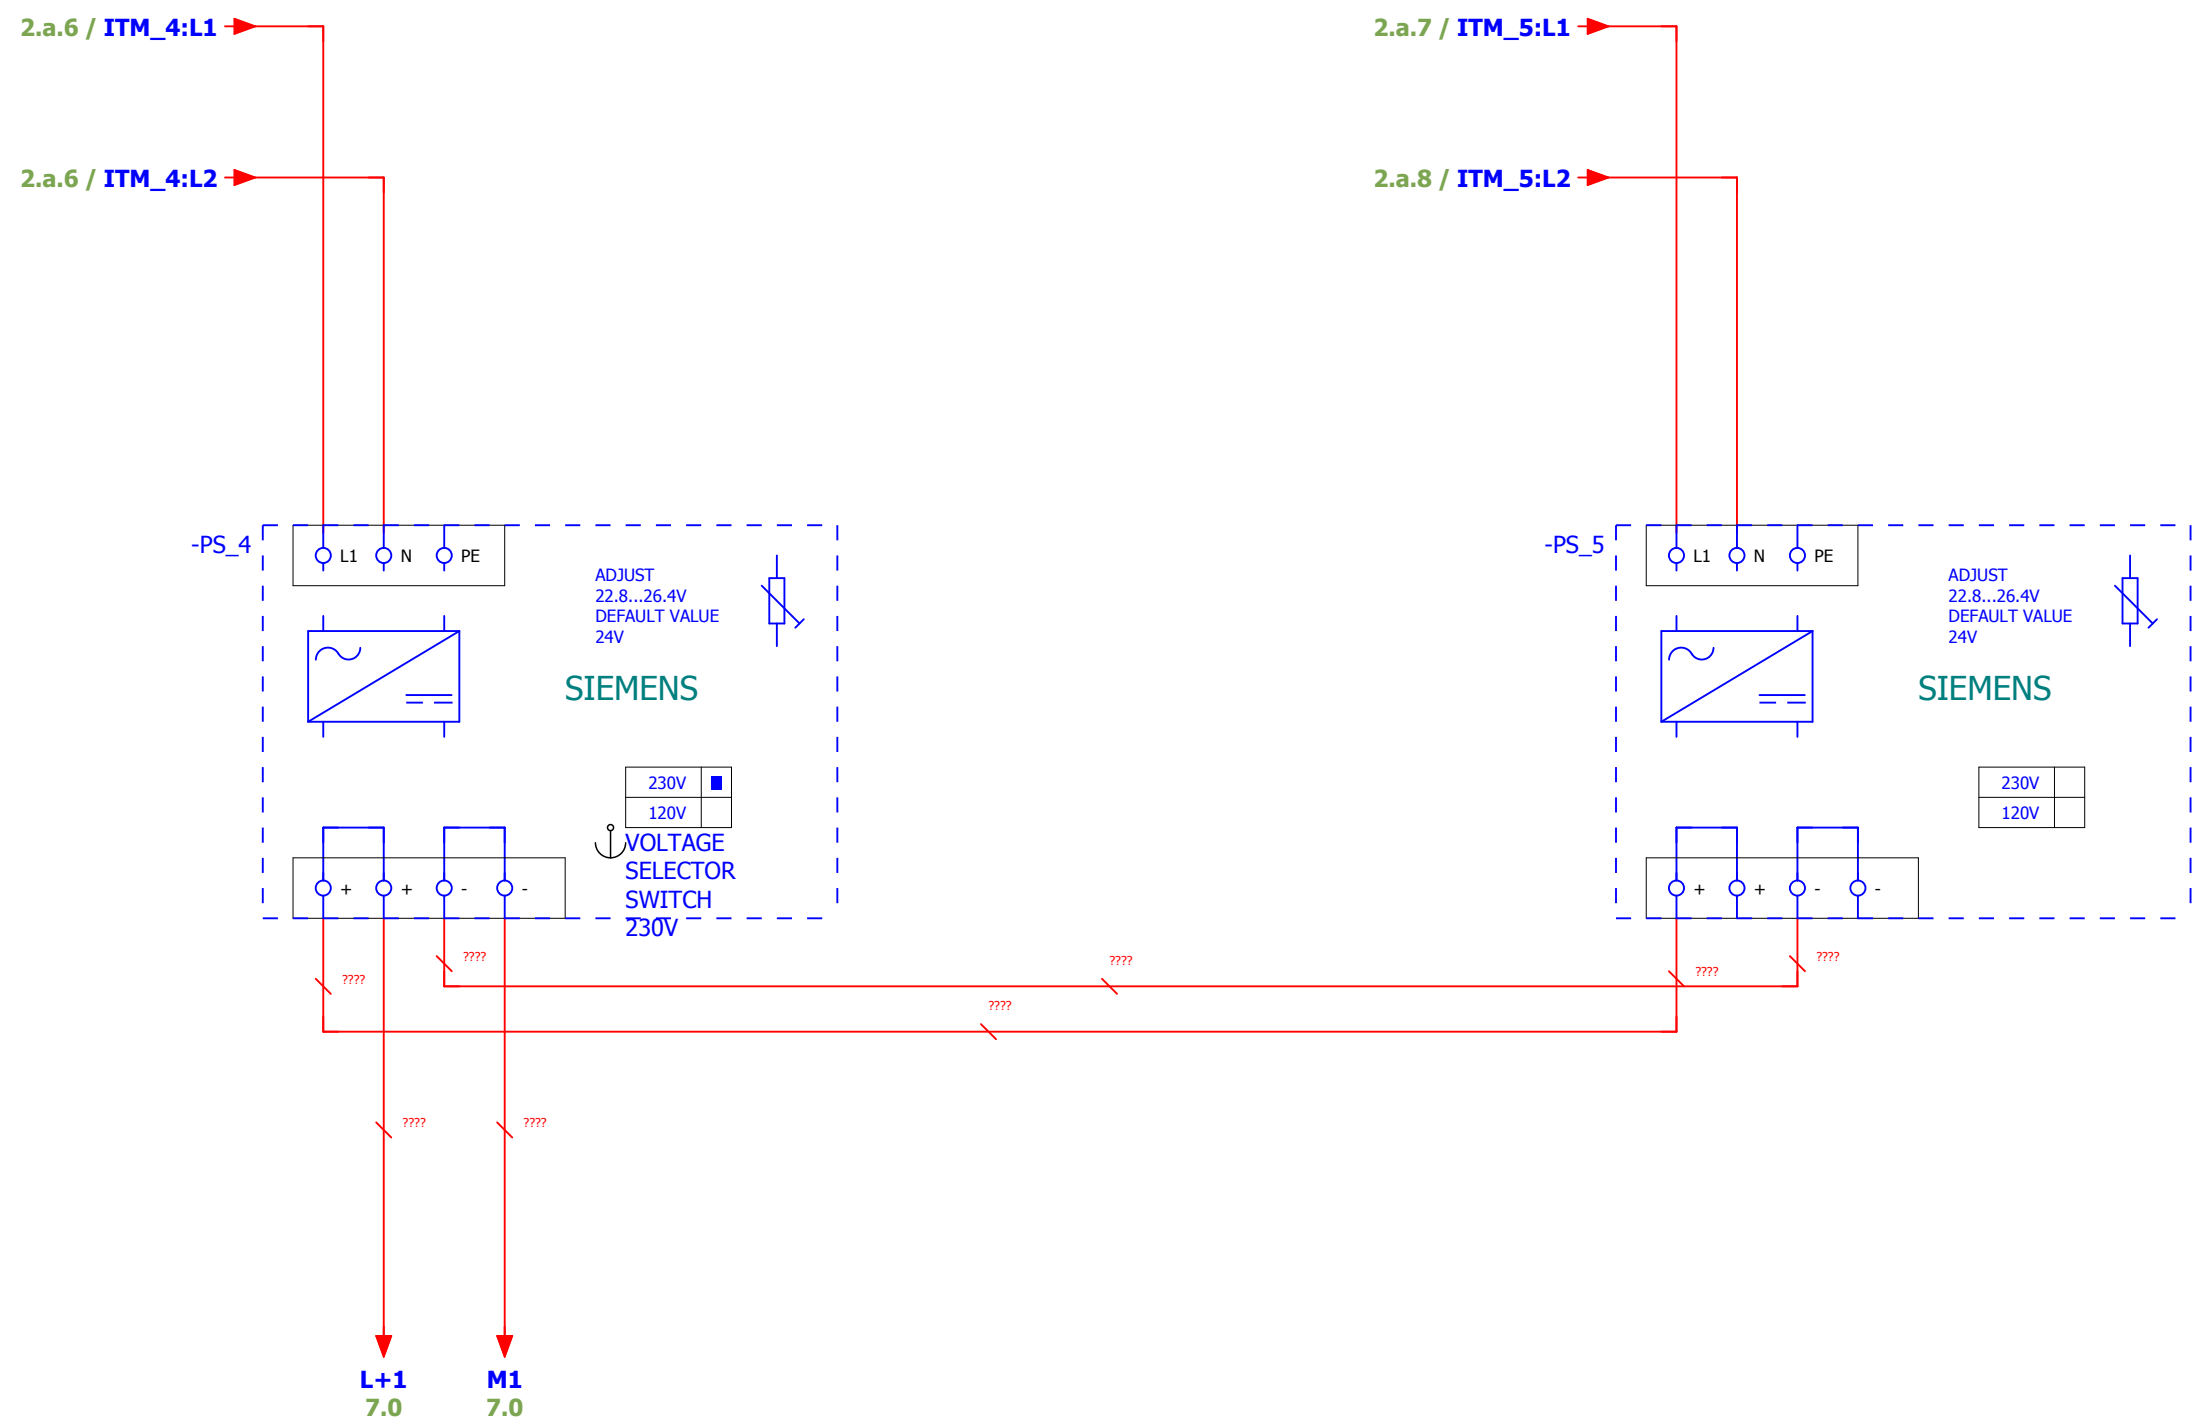 2.a.6 / ITM_4:L1
2.a.7 / ITM_5:L1
2.a.6 / ITM_4:L2
2.a.8 / ITM_5:L2
-PS_4
L1 N PE
ADJUST
22.8...26.4V
DEFAULT VALUE
24V
SIEMENS
230V
120V
VOLTAGE
SELECTOR
SWITCH
230V
+ + - -
-PS_5
L1 N PE
ADJUST
22.8...26.4V
DEFAULT VALUE
24V
SIEMENS
230V
120V
+ + - -
????
????
????
????
????
????
????
????
L+1
7.0
M1
7.0